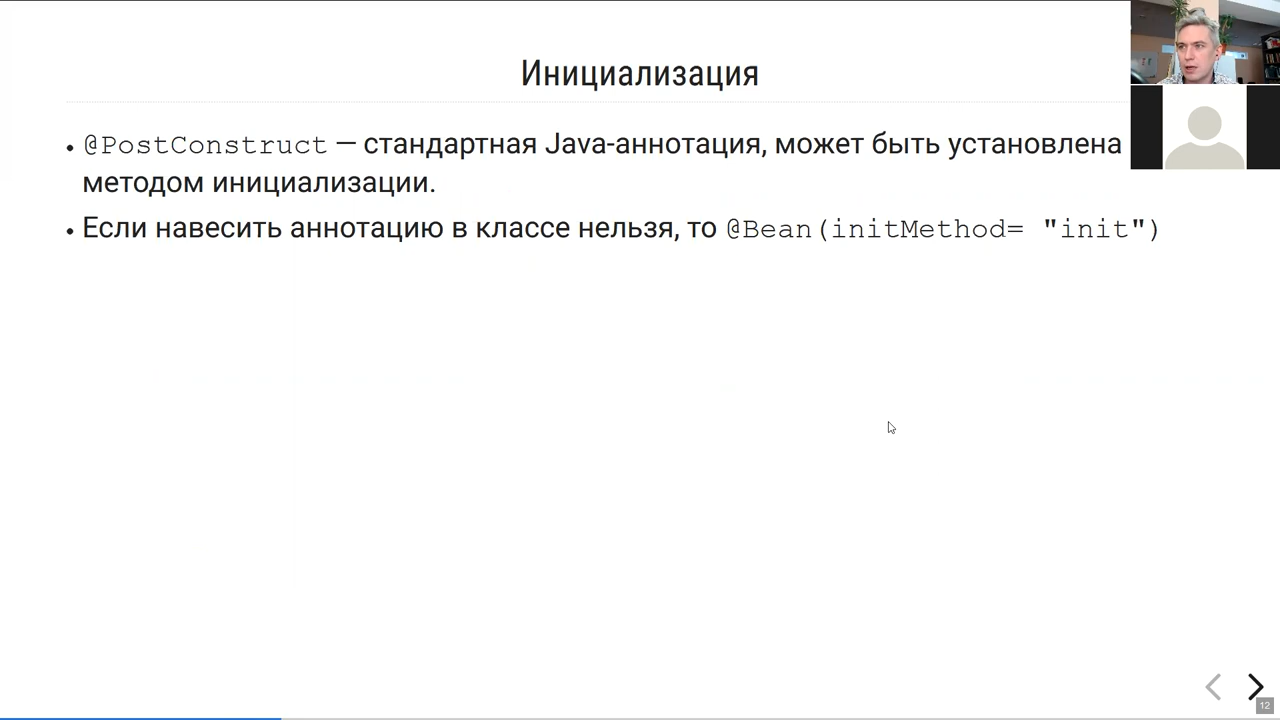 Инициализация
• @PostConstruct — стандартная Java-аннотация, может быть установлена
методом инициализации.
• Если навесить аннотацию в классе нельзя, то @Bean(initMethod= "init")
12